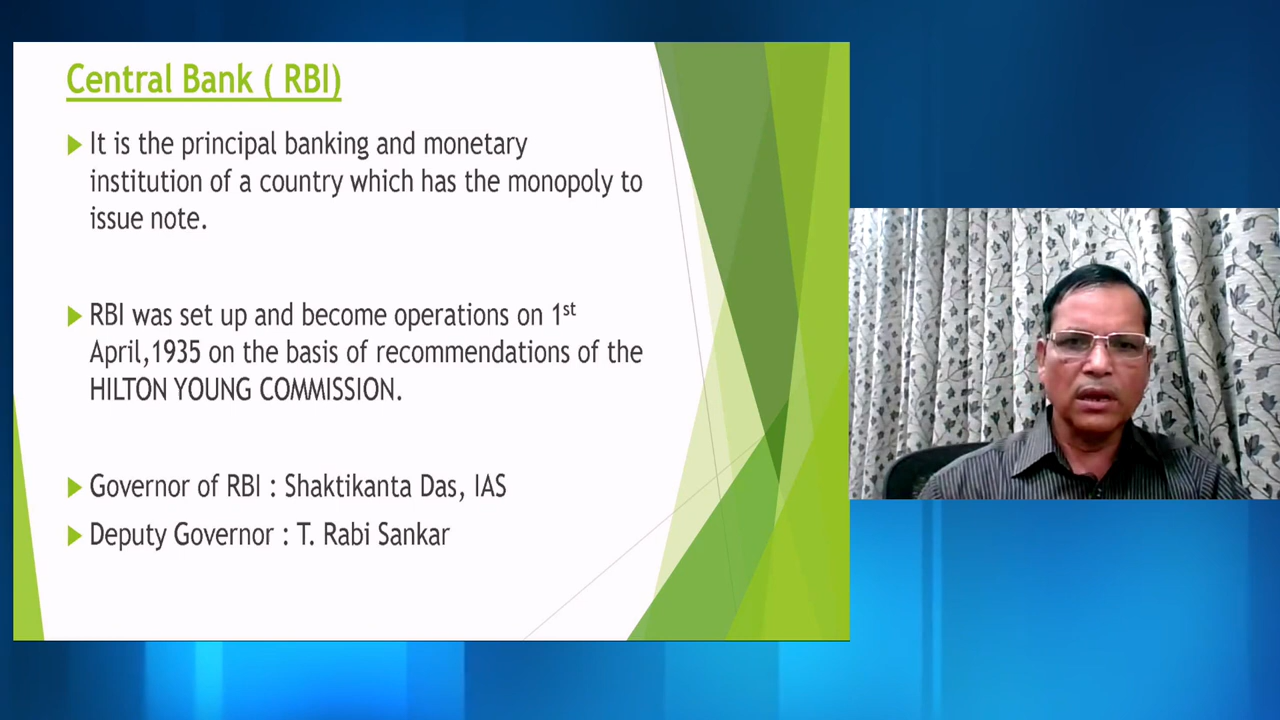 Central Bank ( RBI)
It is the principal banking and monetary
institution of a country which has the monopoly to
issue note.
RBI was set up and become operations on 1st
April,1935 on the basis of recommendations of the
HILTON YOUNG COMMISSION.
Governor of RBI : Shaktikanta Das, IAS
Deputy Governor : T. Rabi Sankar